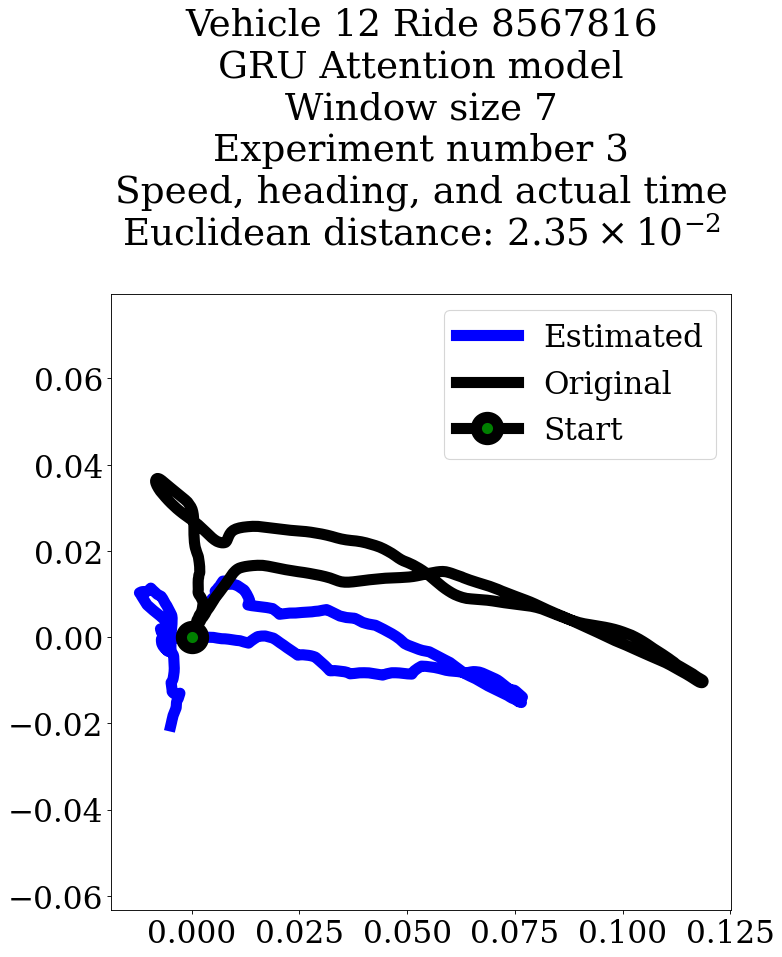 Vehicle 12 Ride 8567816
GRU Attention model
Window size 7
Experiment number 3
Speed, heading, and actual time
Euclidean distance: 2.35 × 10⁻²
Estimated
Original
Start
0.06
0.04
0.02
0.00
−0.02
−0.04
−0.06
0.000 0.025 0.050 0.075 0.100 0.125